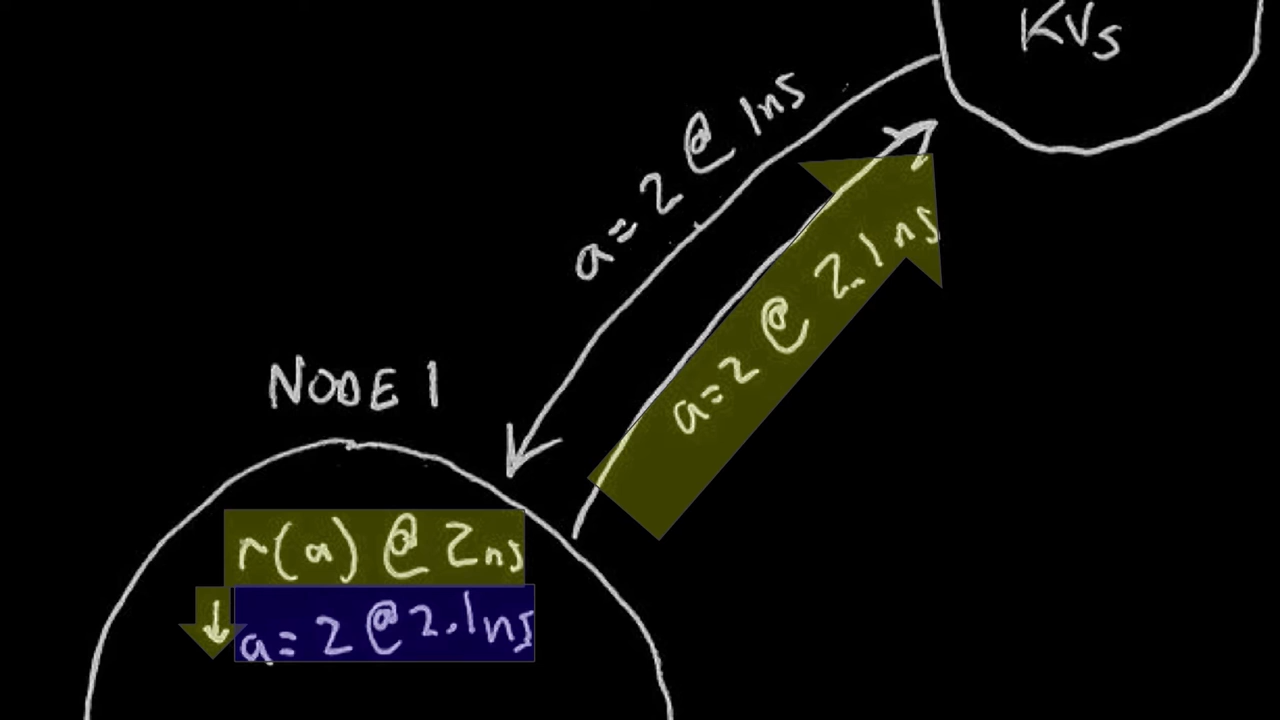 KVs
a = 2 @ 1ns
a = 2 @ 2.1ns
NODE 1
r(a) @ 2ns
↓ a = 2 @ 2.1ns